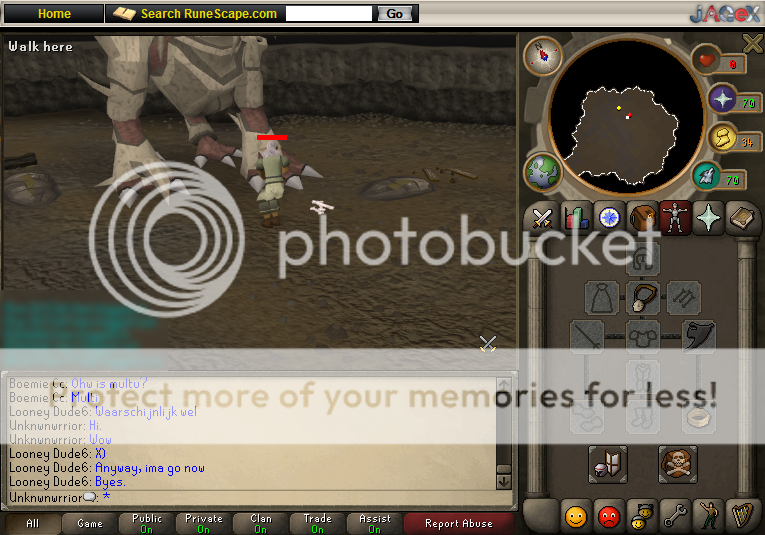 Home
Search RuneScape.com
Go
JAGeX
Walk here
N
0
70
34
70
photobucket
Protect more of your memories for less!
Boemie Cc: Ohw is multu?
Boemie Cc: Multi
Looney Dude6: Waarschijnlijk wel
Unknwnwrrior: Hi.
Unknwnwrrior: Wow
Looney Dude6: X)
Looney Dude6: Anyway, ima go now
Looney Dude6: Byes.
Unknwnwrrior: *
All
Game
Public
On
Private
On
Clan
On
Trade
On
Assist
On
Report Abuse